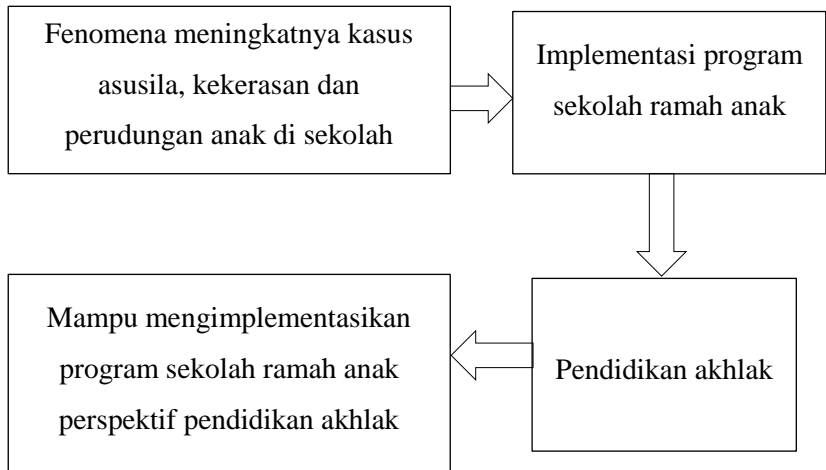 Fenomena meningkatnya kasus
asusila, kekerasan dan
perudungan anak di sekolah
Implementasi program
sekolah ramah anak
Pendidikan akhlak
Mampu mengimplementasikan
program sekolah ramah anak
perspektif pendidikan akhlak